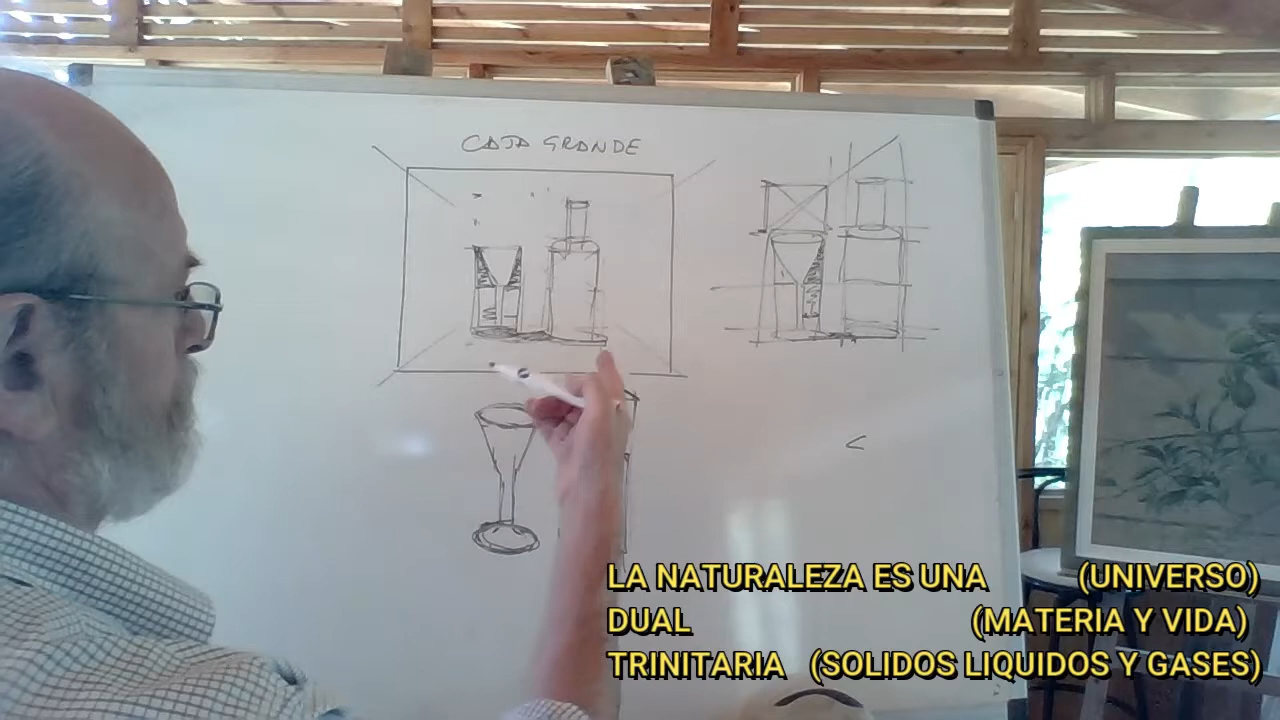 CAJA GRANDE
LA NATURALEZA ES UNA (UNIVERSO)
DUAL (MATERIA Y VIDA)
TRINITARIA (SOLIDOS LIQUIDOS Y GASES)